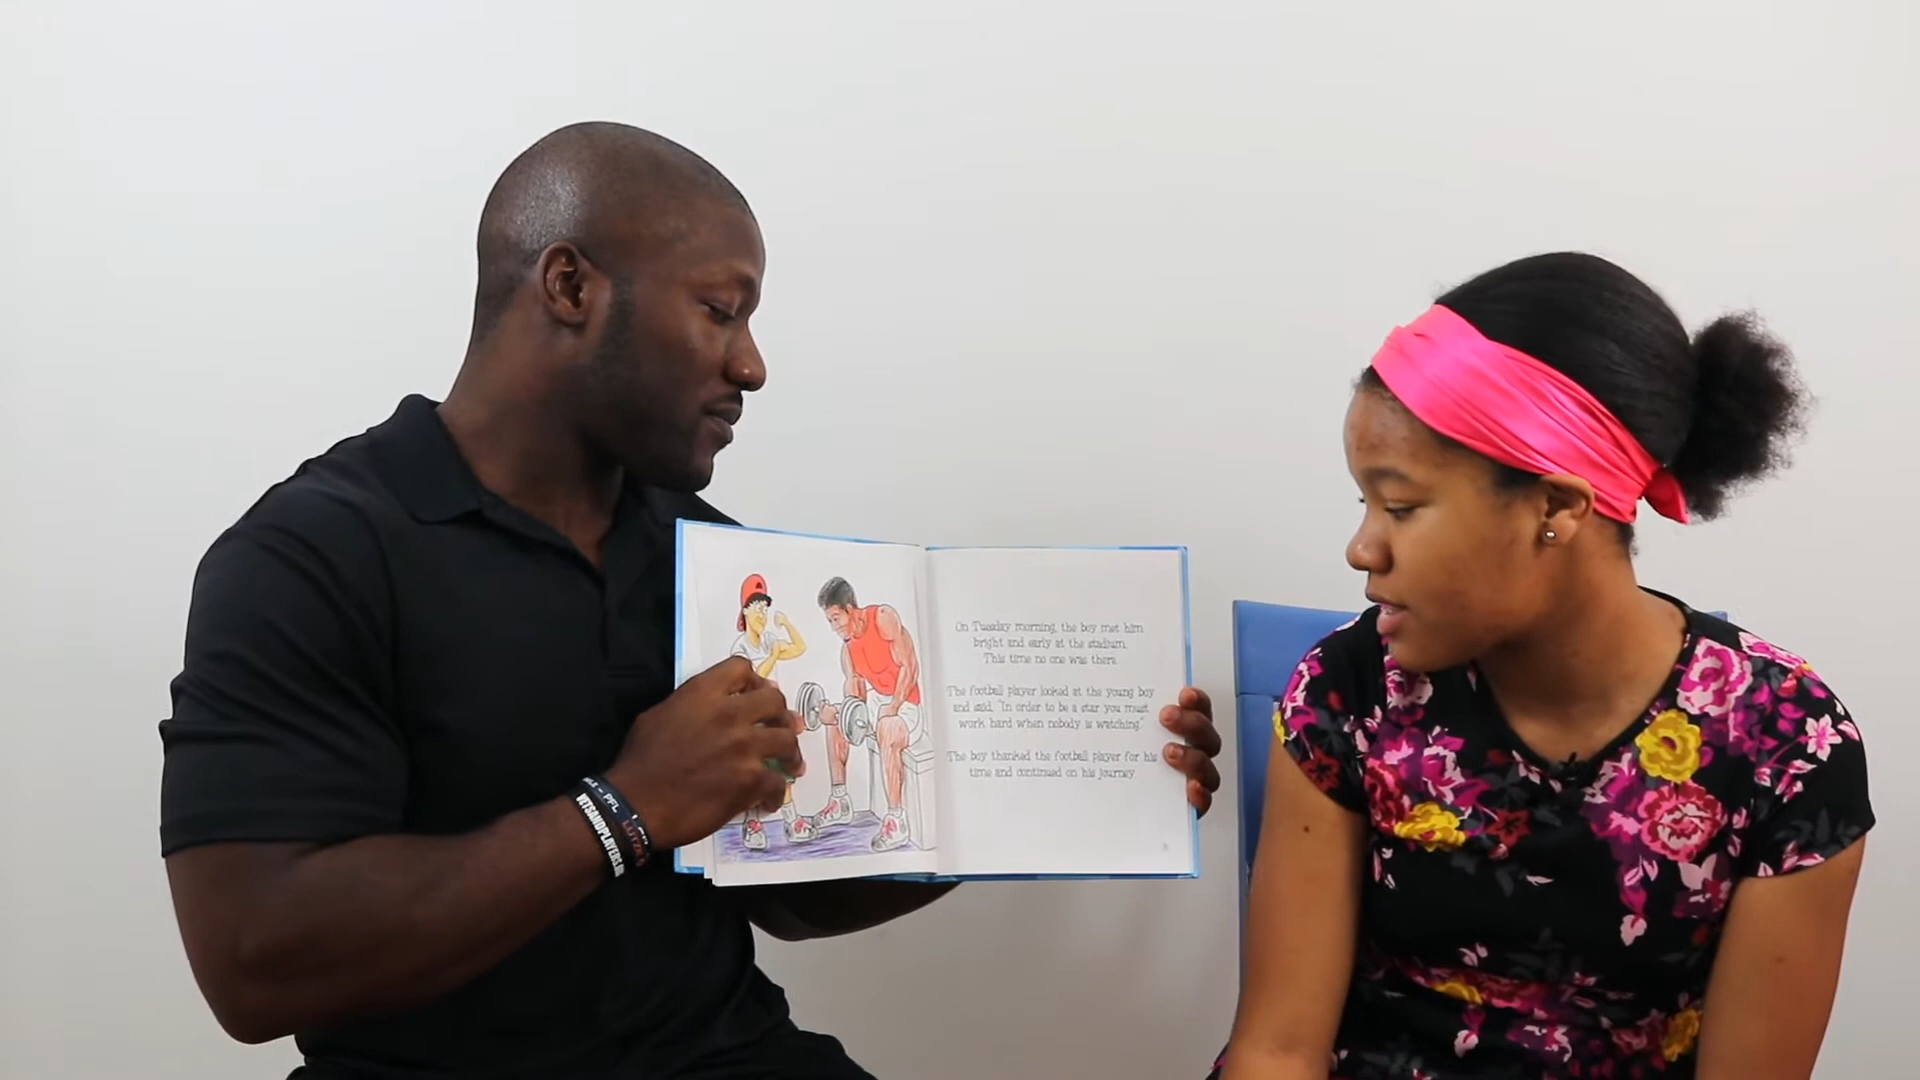 On Tuesday morning, the boy met him
bright and early at the stadium.
This time no one was there.
The football player looked at the young boy
and said, "In order to be a star you must
work hard when nobody is watching."
The boy thanked the football player for his
time and continued on his journey.
- PFL
VETSANDPLAYERS